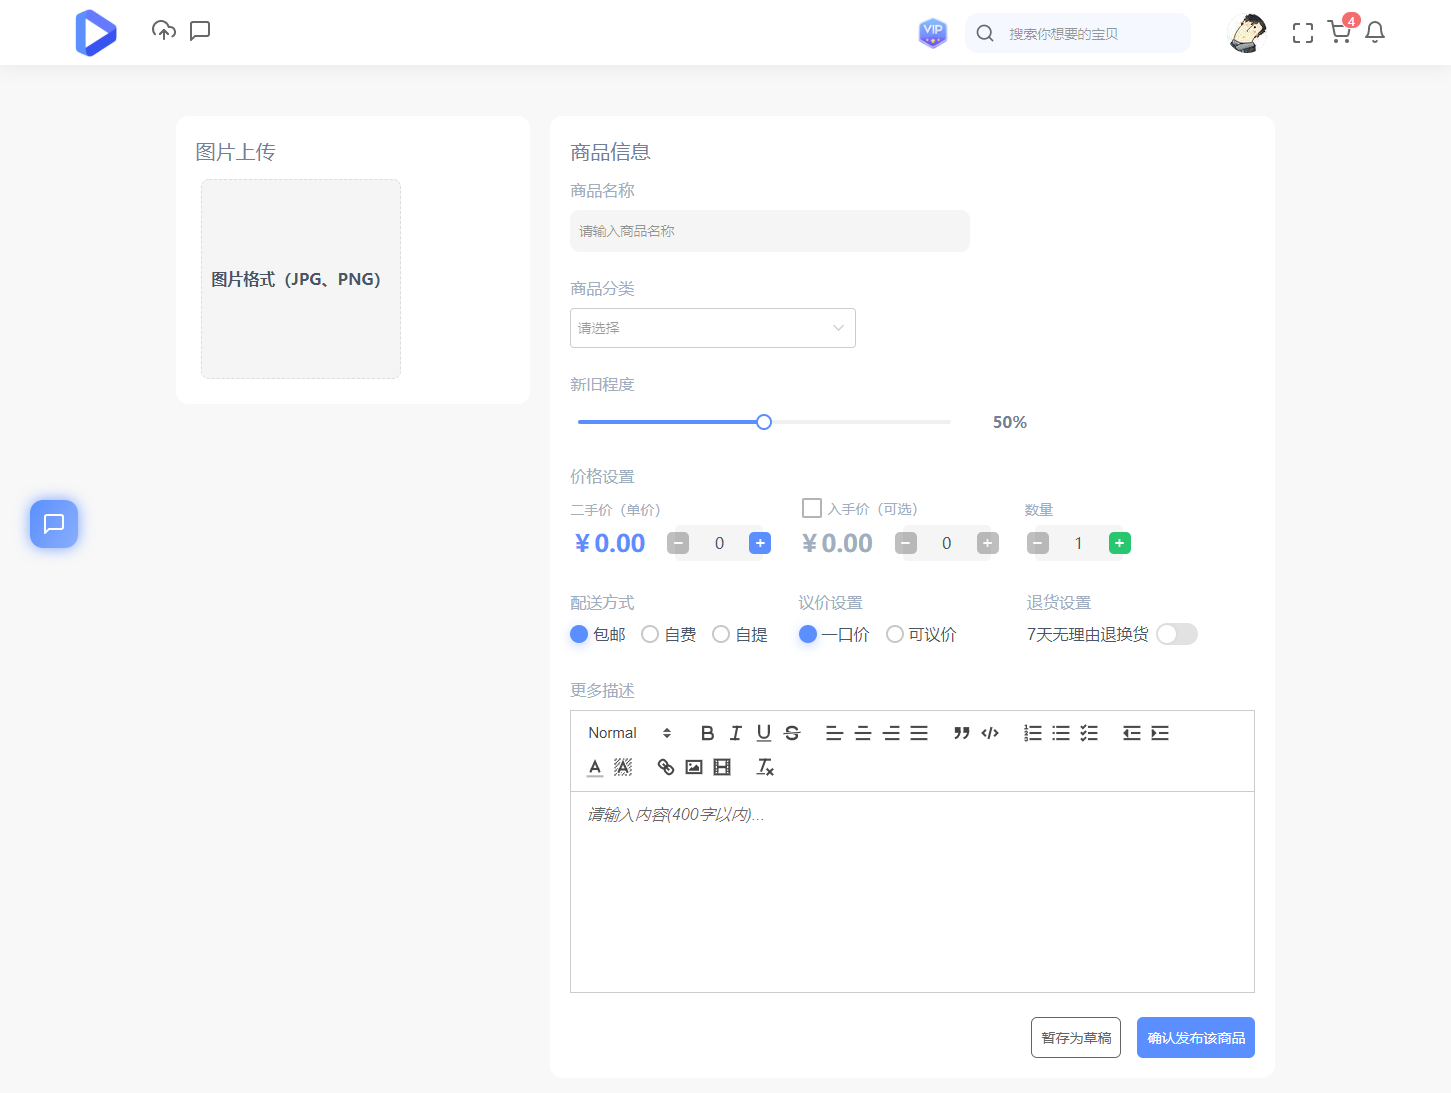 VIP
搜索你想要的宝贝
4
图片上传
图片格式（JPG、PNG）
商品信息
商品名称
请输入商品名称
商品分类
请选择
新旧程度
50%
价格设置
二手价（单价）
入手价（可选）
数量
¥0.00
0
¥0.00
0
1
配送方式
议价设置
退货设置
包邮 自费 自提
一口价 可议价
7天无理由退换货
更多描述
Normal
请输入内容(400字以内)...
暂存为草稿
确认发布该商品